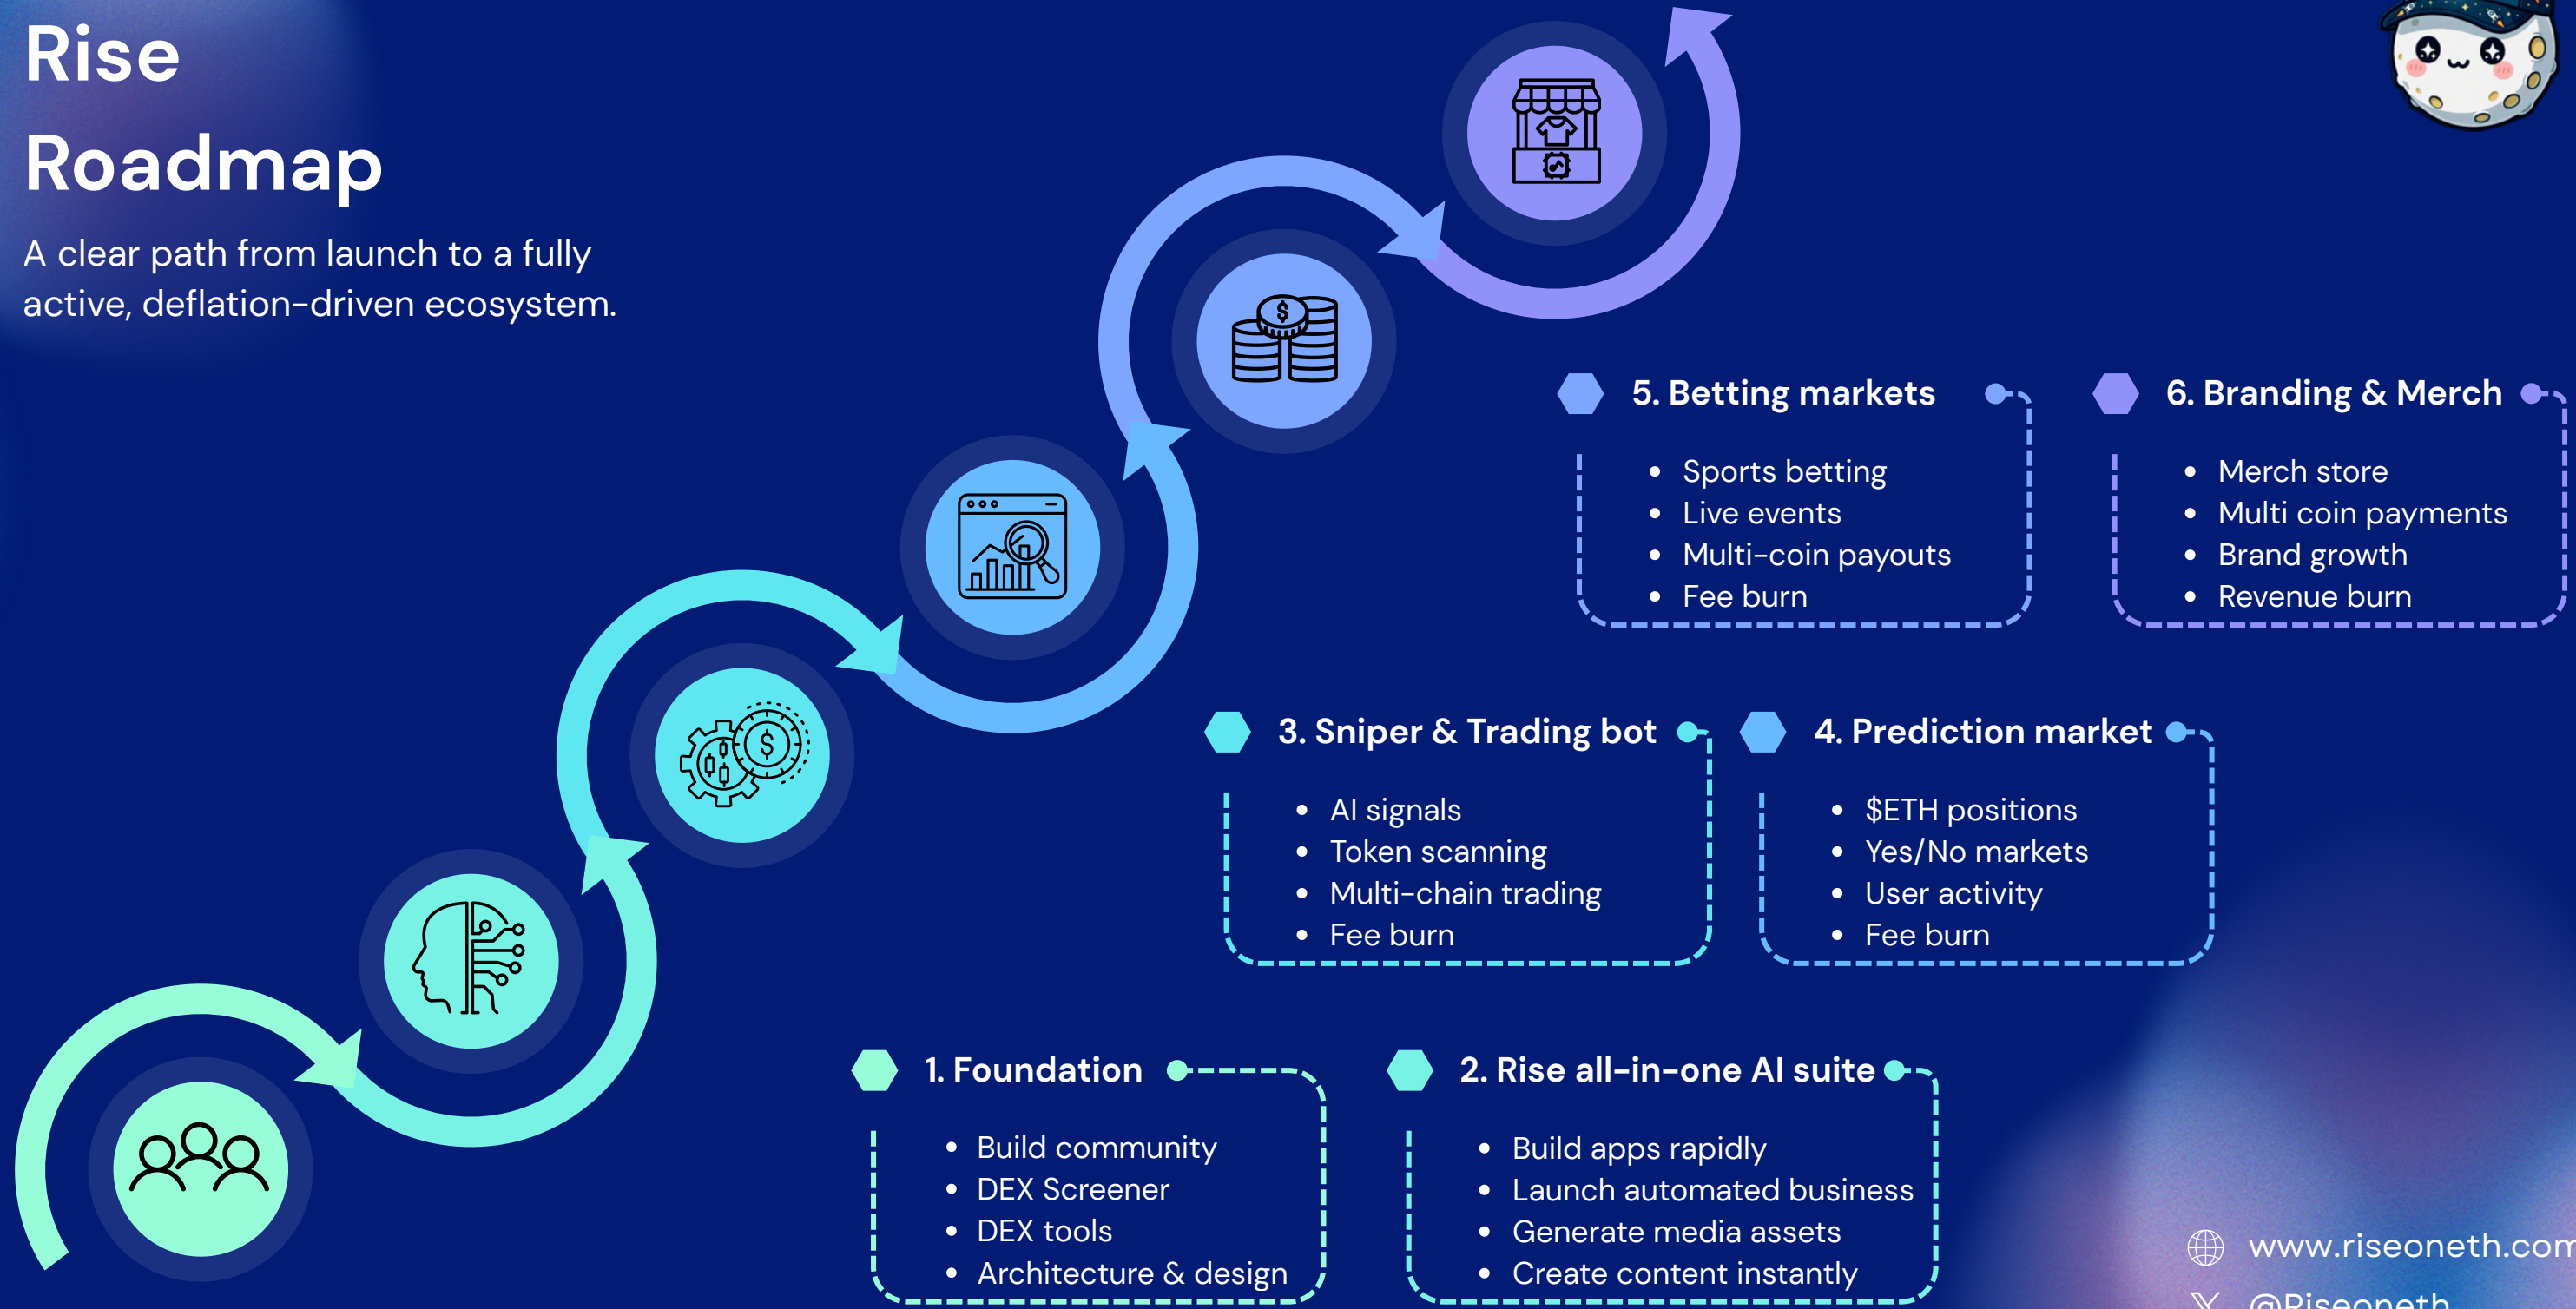 Rise
Roadmap
A clear path from launch to a fully
active, deflation-driven ecosystem.
5. Betting markets
• Sports betting
• Live events
• Multi-coin payouts
• Fee burn
6. Branding & Merch
• Merch store
• Multi coin payments
• Brand growth
• Revenue burn
3. Sniper & Trading bot
• AI signals
• Token scanning
• Multi-chain trading
• Fee burn
4. Prediction market
• $ETH positions
• Yes/No markets
• User activity
• Fee burn
1. Foundation
• Build community
• DEX Screener
• DEX tools
• Architecture & design
2. Rise all-in-one AI suite
• Build apps rapidly
• Launch automated business
• Generate media assets
• Create content instantly
www.riseoneth.com
@Riseoneth